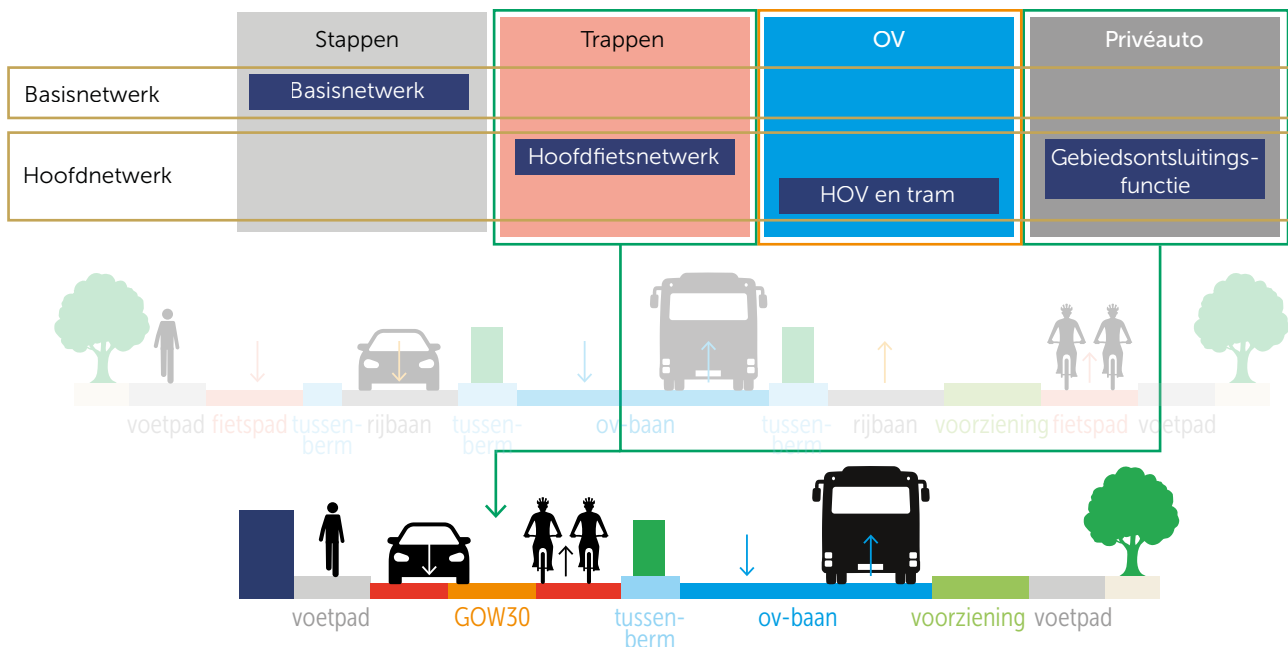 Stappen
Trappen
OV
Privéauto
Basisnetwerk
Basisnetwerk
Hoofdnetwerk
Hoofdfietsnetwerk
HOV en tram
Gebiedsontsluitings-
functie
voetpad fietspad tussen- rijbaan tussen- ov-baan tussen- rijbaan voorziening fietspad voetpad
berm berm berm
voetpad GOW30 tussen- ov-baan voorziening voetpad
berm